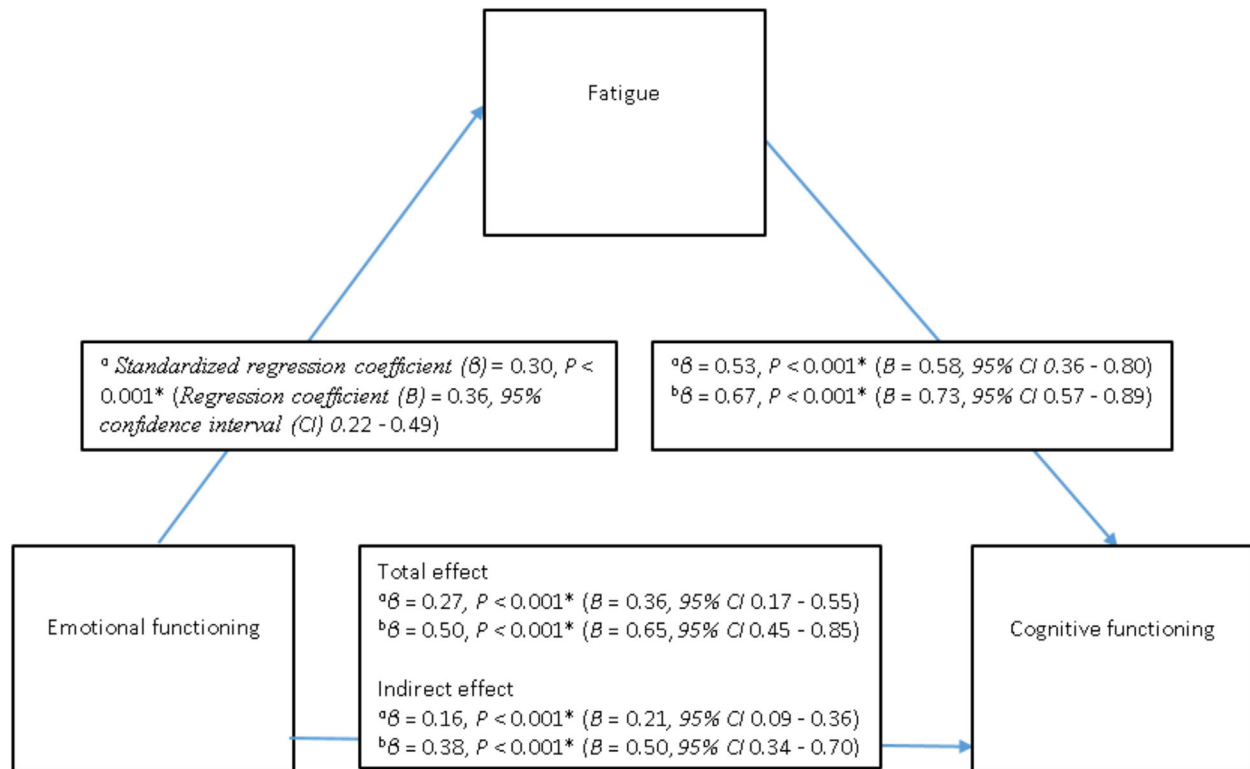 Fatigue
ᵃ Standardized regression coefficient (β) = 0.30, P <
0.001* (Regression coefficient (B) = 0.36, 95%
confidence interval (CI) 0.22 - 0.49)
ᵃβ = 0.53, P < 0.001* (B = 0.58, 95% CI 0.36 - 0.80)
ᵇβ = 0.67, P < 0.001* (B = 0.73, 95% CI 0.57 - 0.89)
Emotional functioning
Total effect
ᵃβ = 0.27, P < 0.001* (B = 0.36, 95% CI 0.17 - 0.55)
ᵇβ = 0.50, P < 0.001* (B = 0.65, 95% CI 0.45 - 0.85)
Indirect effect
ᵃβ = 0.16, P < 0.001* (B = 0.21, 95% CI 0.09 - 0.36)
ᵇβ = 0.38, P < 0.001* (B = 0.50, 95% CI 0.34 - 0.70)
Cognitive functioning